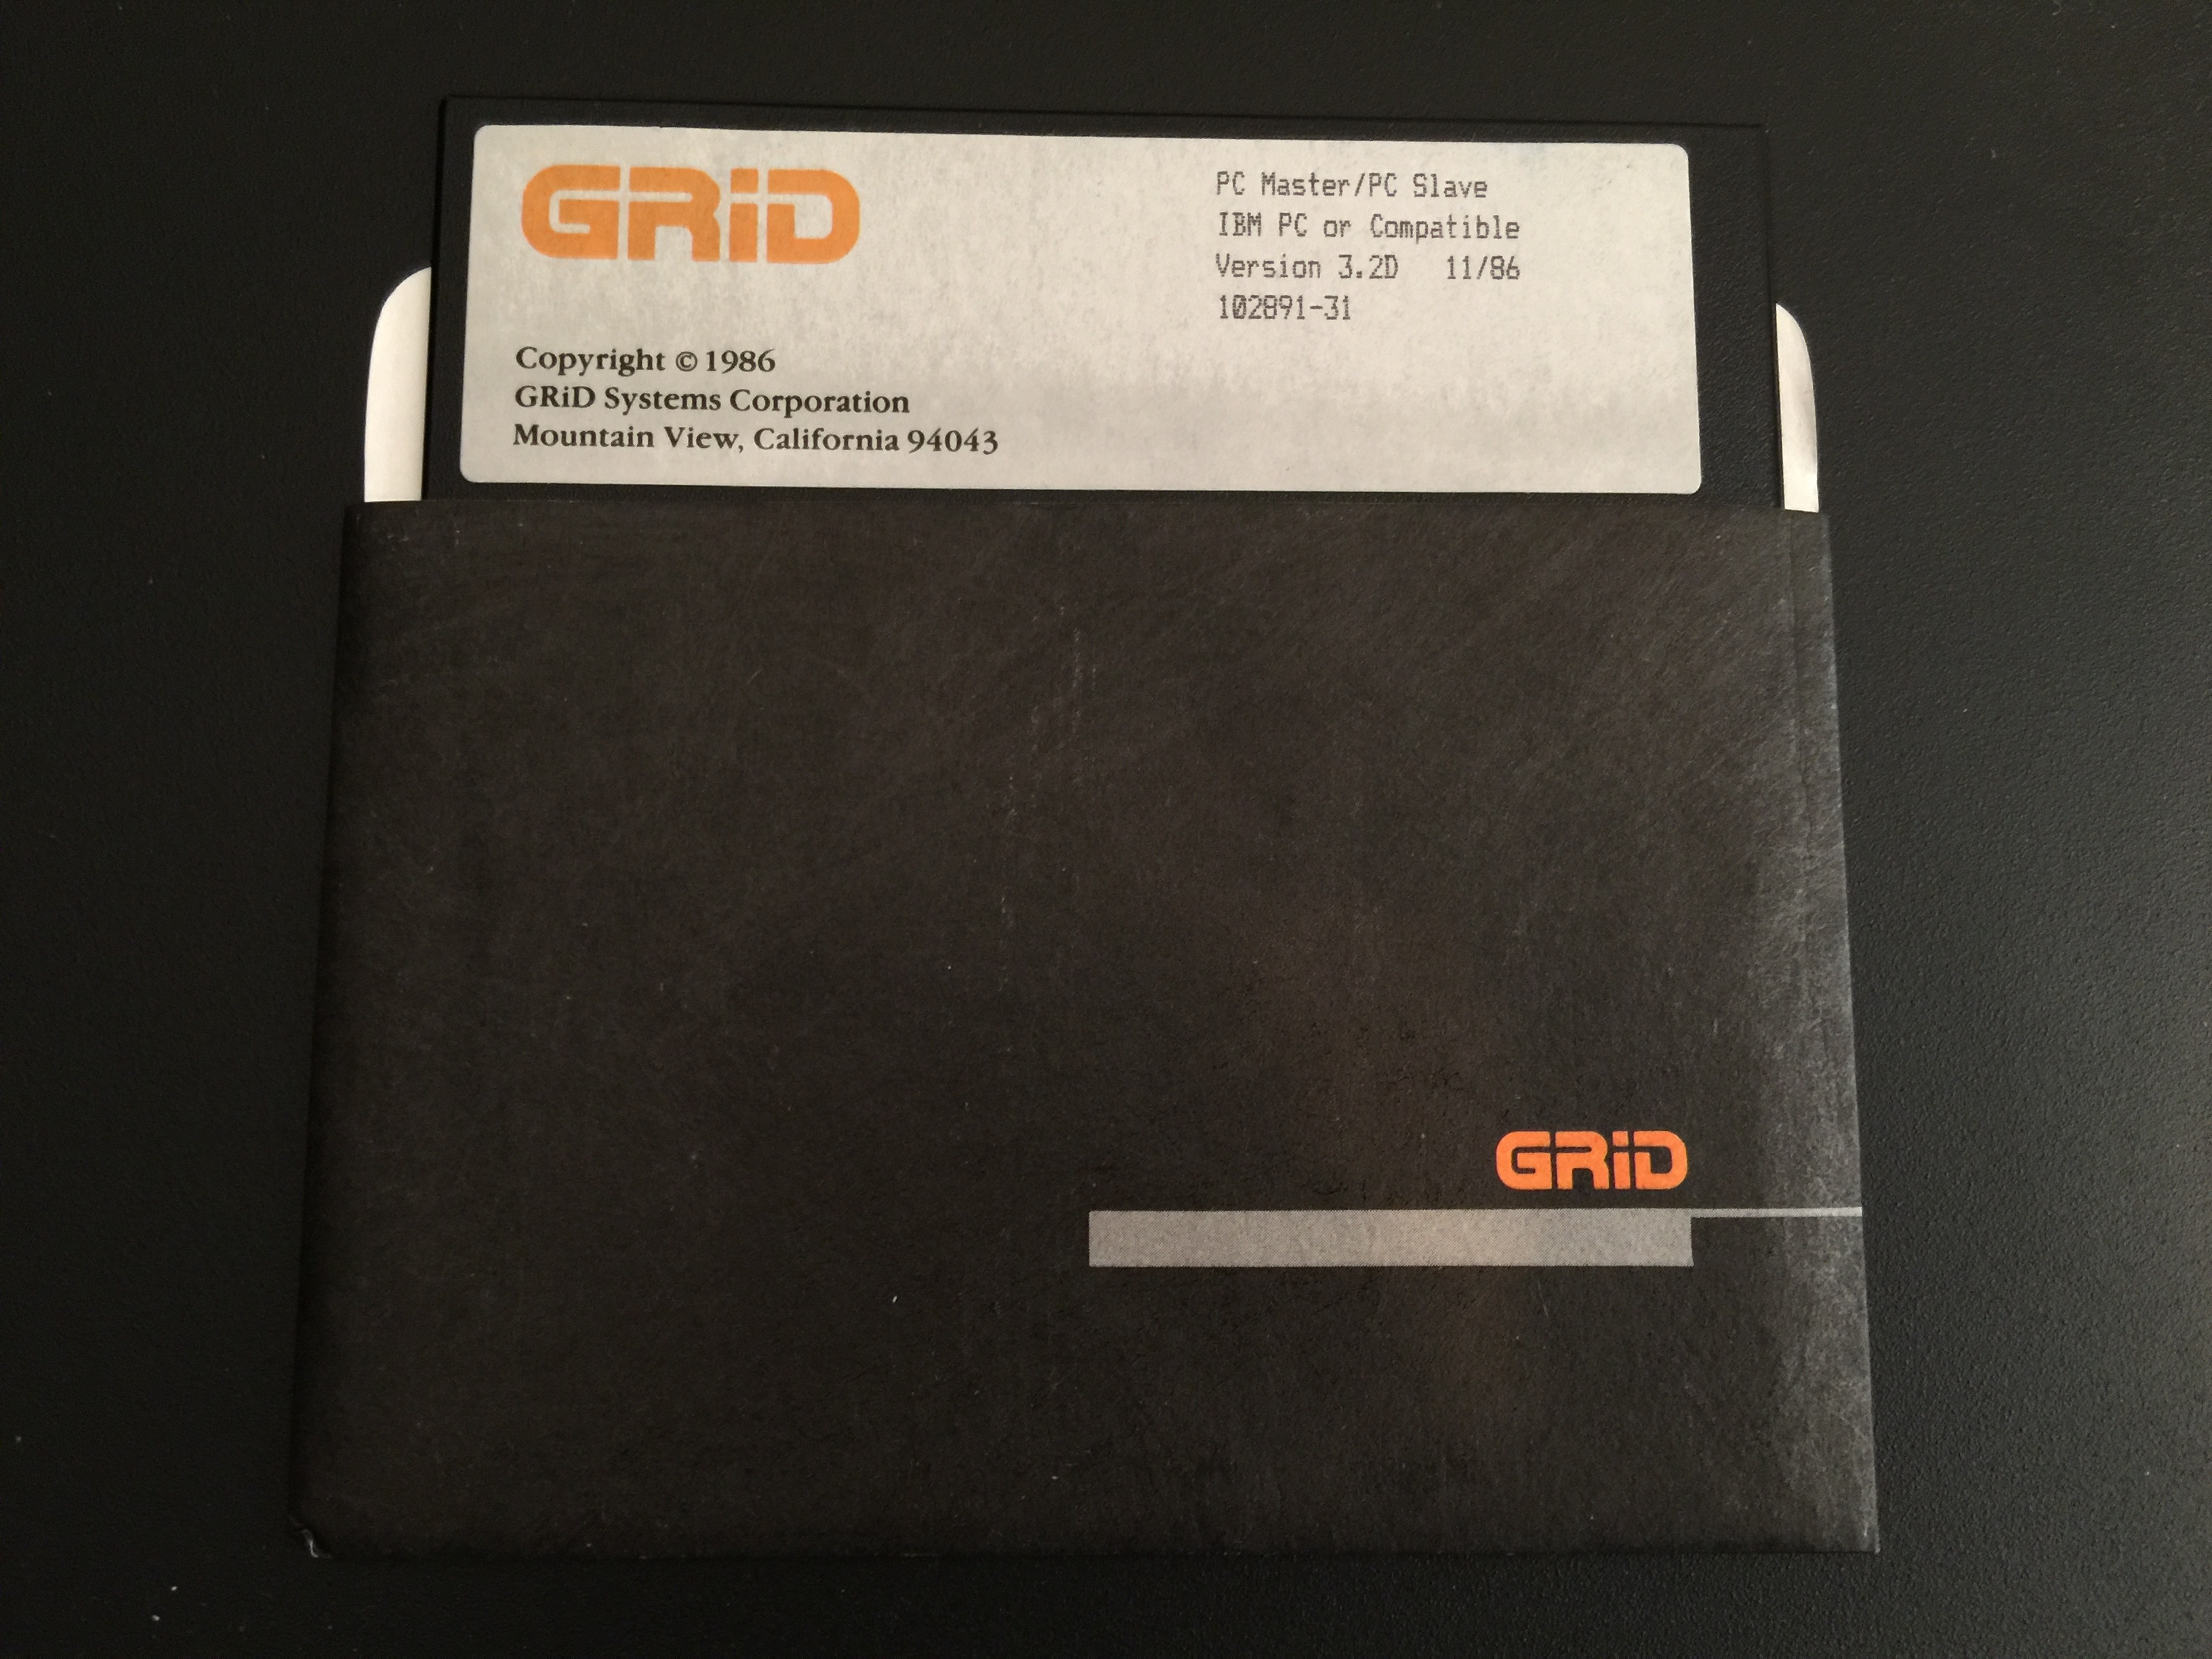 GRiD
PC Master/PC Slave
IBM PC or Compatible
Version 3.2D 11/86
102891-31
Copyright © 1986
GRiD Systems Corporation
Mountain View, California 94043
GRiD